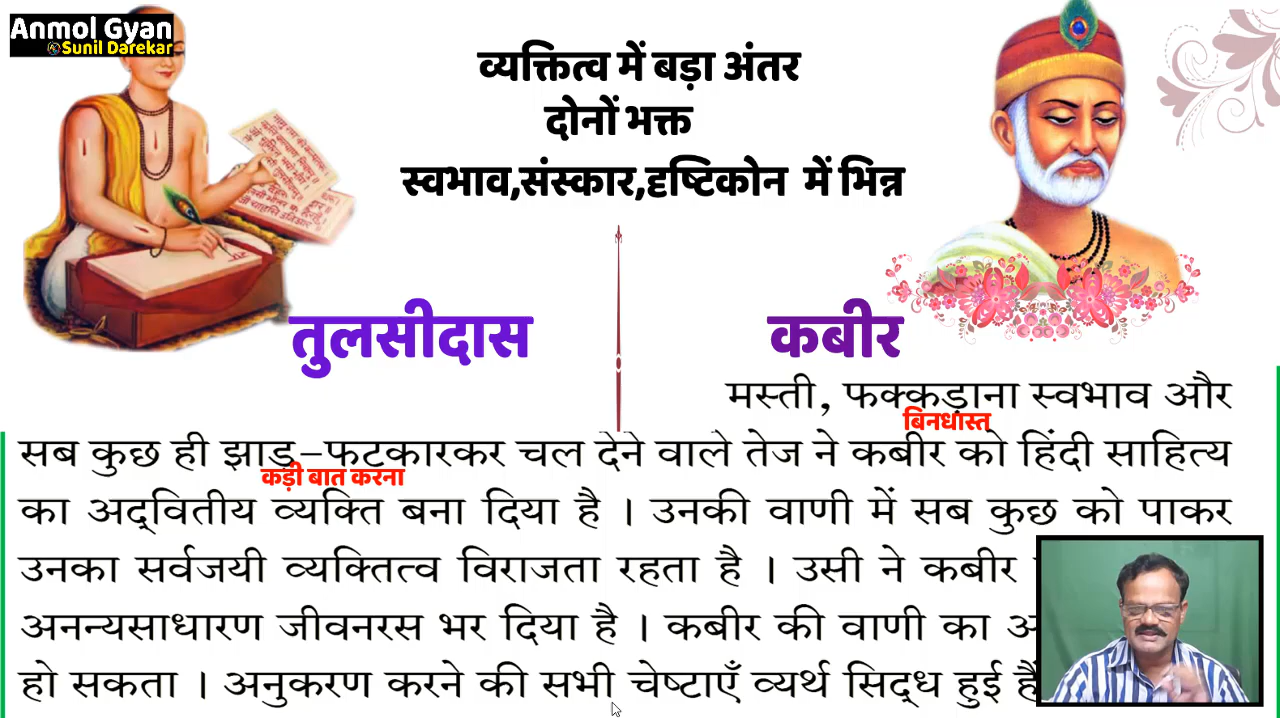 Anmol Gyan
Sunil Darekar
व्यक्तित्व में बड़ा अंतर
दोनों भक्त
स्वभाव,संस्कार,दृष्टिकोन में भिन्न
तुलसीदास
कबीर
मस्ती, फक्कड़ाना स्वभाव और
बिनधास्त
सब कुछ ही झाड़-फटकारकर चल देने वाले तेज ने कबीर को हिंदी साहित्य
कड़ी बात करना
का अद्‌वितीय व्यक्ति बना दिया है । उनकी वाणी में सब कुछ को पाकर
उनका सर्वजयी व्यक्तित्व विराजता रहता है । उसी ने कबीर
अनन्यसाधारण जीवनरस भर दिया है । कबीर की वाणी का
हो सकता । अनुकरण करने की सभी चेष्टाएँ व्यर्थ सिद्‌ध हुई हैं